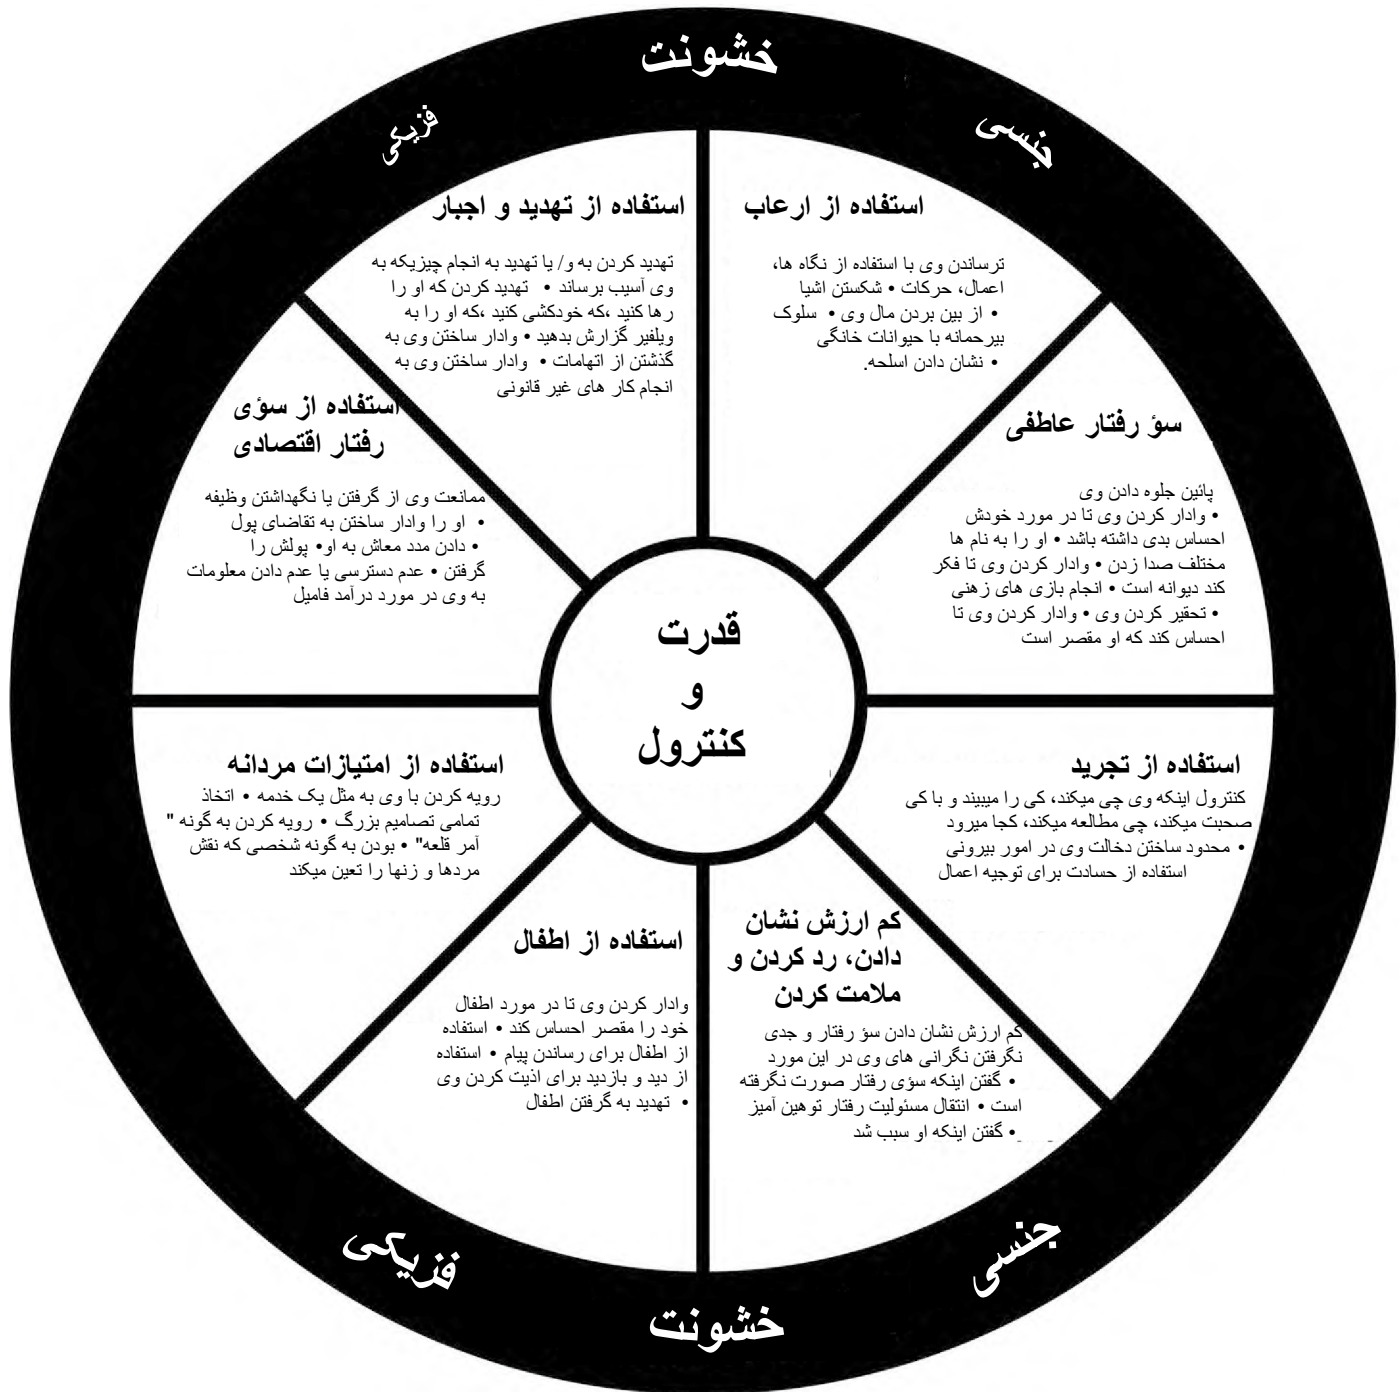 خشونت
فزیکی
جنسی
استفاده از ارعاب
ترساندن وی با استفاده از نگاه ها،
اعمال، حرکات • شکستن اشیا
• از بین بردن مال وی • سلوک
بیرحمانه با حیوانات خانگی
• نشان دادن اسلحه.
سؤ رفتار عاطفی
پائین جلوه دادن وی
• وادار کردن وی تا در مورد خودش
احساس بدی داشته باشد • او را به نام ها
مختلف صدا زدن • وادار کردن وی تا فکر
کند دیوانه است • انجام بازی های زهنی
• تحقیر کردن وی • وادار کردن وی تا
احساس کند که او مقصر است
استفاده از تجرید
کنترول اینکه وی چی میکند، کی را میبیند و با کی
صحبت میکند، چی مطالعه میکند، کجا میرود
• محدود ساختن دخالت وی در امور بیرونی
استفاده از حسادت برای توجیه اعمال
کم ارزش نشان
دادن، رد کردن و
ملامت کردن
کم ارزش نشان دادن سؤ رفتار و جدی
نگرفتن نگرانی های وی در این مورد
• گفتن اینکه سؤی رفتار صورت نگرفته
است • انتقال مسئولیت رفتار توهین آمیز
• گفتن اینکه او سبب شد
استفاده از اطفال
وادار کردن وی تا در مورد اطفال
خود را مقصر احساس کند • استفاده
از اطفال برای رساندن پیام • استفاده
از دید و بازدید برای اذیت کردن وی
• تهدید به گرفتن اطفال
استفاده از امتیازات مردانه
رویه کردن با وی به مثل یک خدمه • اتخاذ
تمامی تصامیم بزرگ • رویه کردن به گونه "
آمر قلعه" • بودن به گونه شخصی که نقش
مردها و زنها را تعین میکند
استفاده از سؤی
رفتار اقتصادی
ممانعت وی از گرفتن یا نگهداشتن وظیفه
• او را وادار ساختن به تقاضای پول
• دادن مدد معاش به او• پولش را
گرفتن • عدم دسترسی یا عدم دادن معلومات
به وی در مورد درآمد فامیل
استفاده از تهدید و اجبار
تهدید کردن به و/ یا تهدید به انجام چیزیکه به
وی آسیب برساند • تهدید کردن که او را
رها کنید ،که خودکشی کنید ،که او را به
ویلفیر گزارش بدهید • وادار ساختن وی به
گذشتن از اتهامات • وادار ساختن وی به
انجام کار های غیر قانونی
قدرت
و
کنترول
فزیکی
جنسی
خشونت